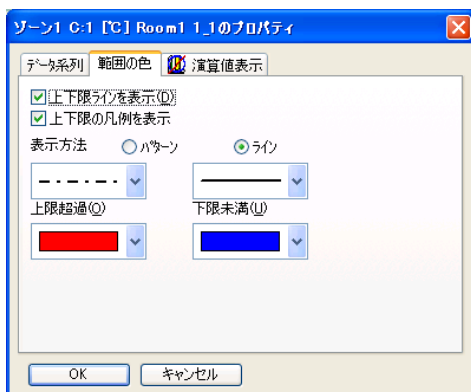 ゾーン1 C:1 [℃] Room1 1_1のプロパティ
データ系列 範囲の色 演算値表示
上下限ラインを表示(D)
上下限の凡例を表示
表示方法 パターン ライン
上限超過(O) 下限未満(U)
OK キャンセル